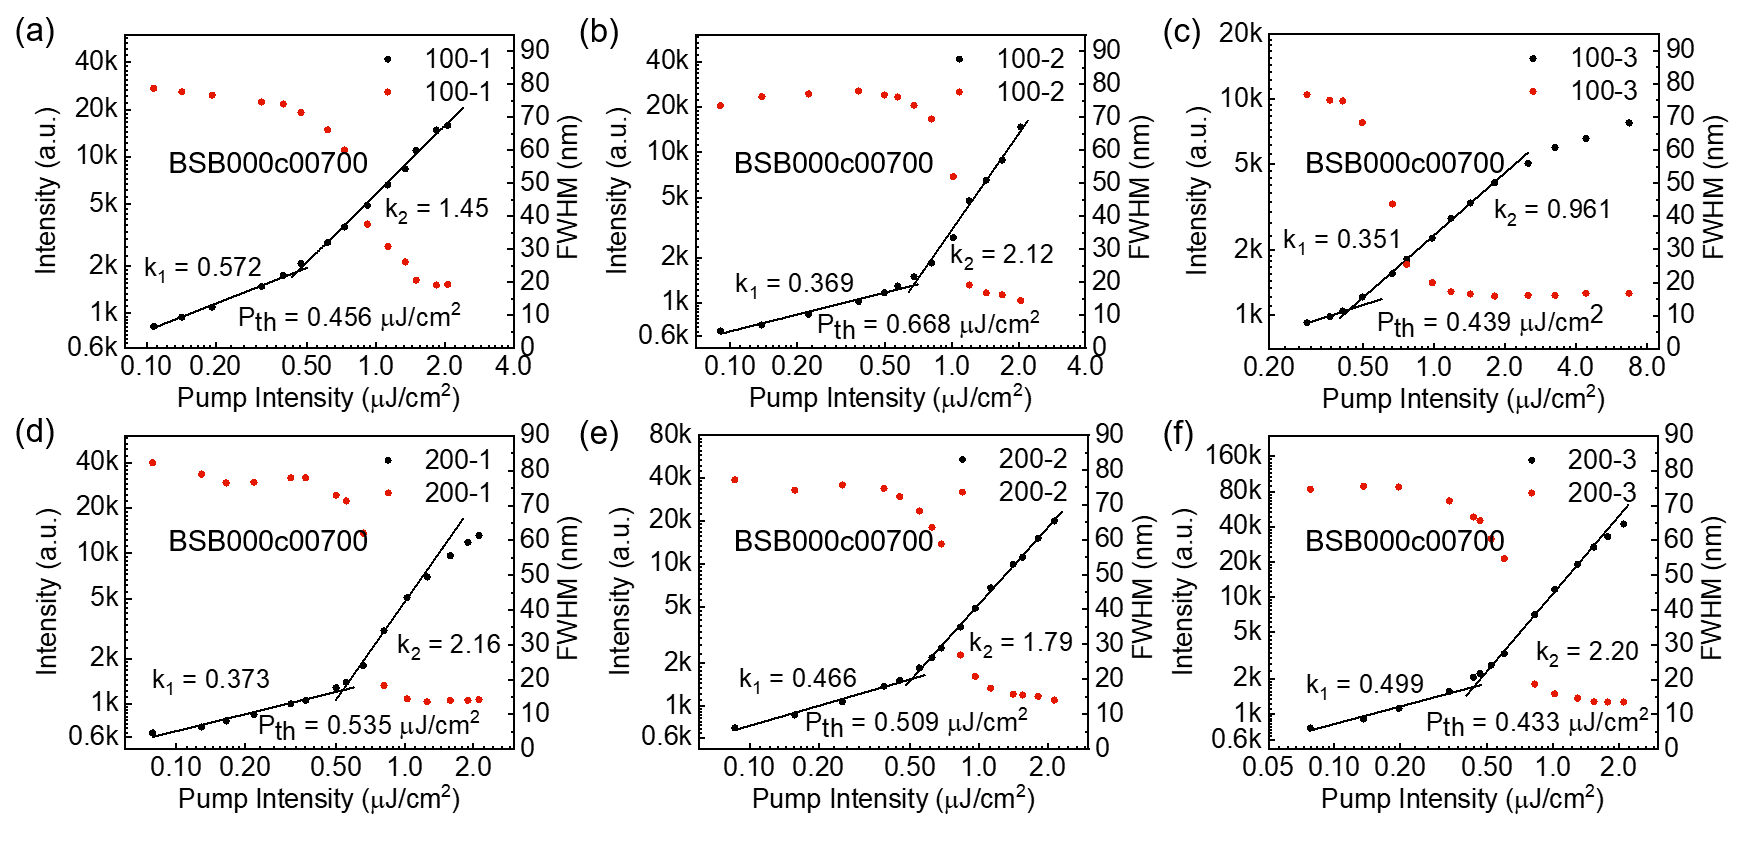 (a)
40k
20k
10k
5k
2k
1k
0.6k
Intensity (a.u.)
100-1
100-1
BSB000c00700
k2 = 1.45
k1 = 0.572
Pth = 0.456 μJ/cm2
90
80
70
60
50
40
30
20
10
0
FWHM (nm)
0.10 0.20 0.50 1.0 2.0 4.0
Pump Intensity (μJ/cm2)
(b)
40k
20k
10k
5k
2k
1k
0.6k
Intensity (a.u.)
100-2
100-2
BSB000c00700
k2 = 2.12
k1 = 0.369
Pth = 0.668 μJ/cm2
90
80
70
60
50
40
30
20
10
0
FWHM (nm)
0.10 0.20 0.50 1.0 2.0 4.0
Pump Intensity (μJ/cm2)
(c)
20k
10k
5k
2k
1k
Intensity (a.u.)
100-3
100-3
BSB000c00700
k2 = 0.961
k1 = 0.351
Pth = 0.439 μJ/cm2
90
80
70
60
50
40
30
20
10
0
FWHM (nm)
0.20 0.50 1.0 2.0 4.0 8.0
Pump Intensity (μJ/cm2)
(d)
40k
20k
10k
5k
2k
1k
0.6k
Intensity (a.u.)
200-1
200-1
BSB000c00700
k2 = 2.16
k1 = 0.373
Pth = 0.535 μJ/cm2
90
80
70
60
50
40
30
20
10
0
FWHM (nm)
0.10 0.20 0.50 1.0 2.0
Pump Intensity (μJ/cm2)
(e)
80k
40k
20k
10k
5k
2k
1k
0.6k
Intensity (a.u.)
200-2
200-2
BSB000c00700
k2 = 1.79
k1 = 0.466
Pth = 0.509 μJ/cm2
90
80
70
60
50
40
30
20
10
0
FWHM (nm)
0.10 0.20 0.50 1.0 2.0
Pump Intensity (μJ/cm2)
(f)
160k
80k
40k
20k
10k
5k
2k
1k
0.6k
Intensity (a.u.)
200-3
200-3
BSB000c00700
k2 = 2.20
k1 = 0.499
Pth = 0.433 μJ/cm2
90
80
70
60
50
40
30
20
10
0
FWHM (nm)
0.05 0.10 0.20 0.50 1.0 2.0
Pump Intensity (μJ/cm2)